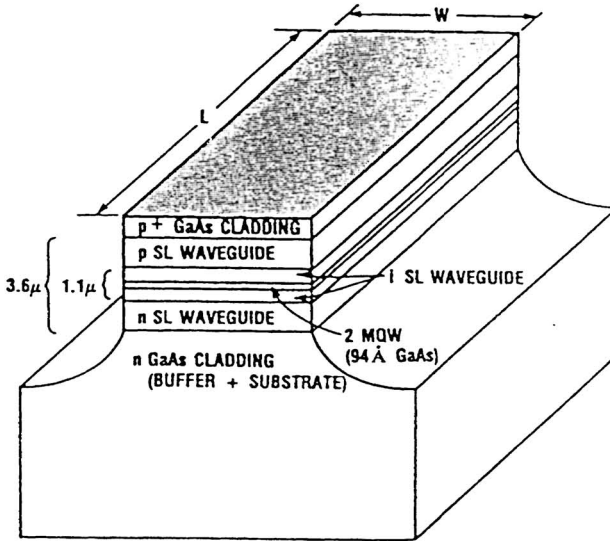 W
L
p + GaAs CLADDING
p SL WAVEGUIDE
3.6μ
1.1μ
i SL WAVEGUIDE
n SL WAVEGUIDE
2 MQW
(94Å GaAs)
n GaAs CLADDING
(BUFFER + SUBSTRATE)